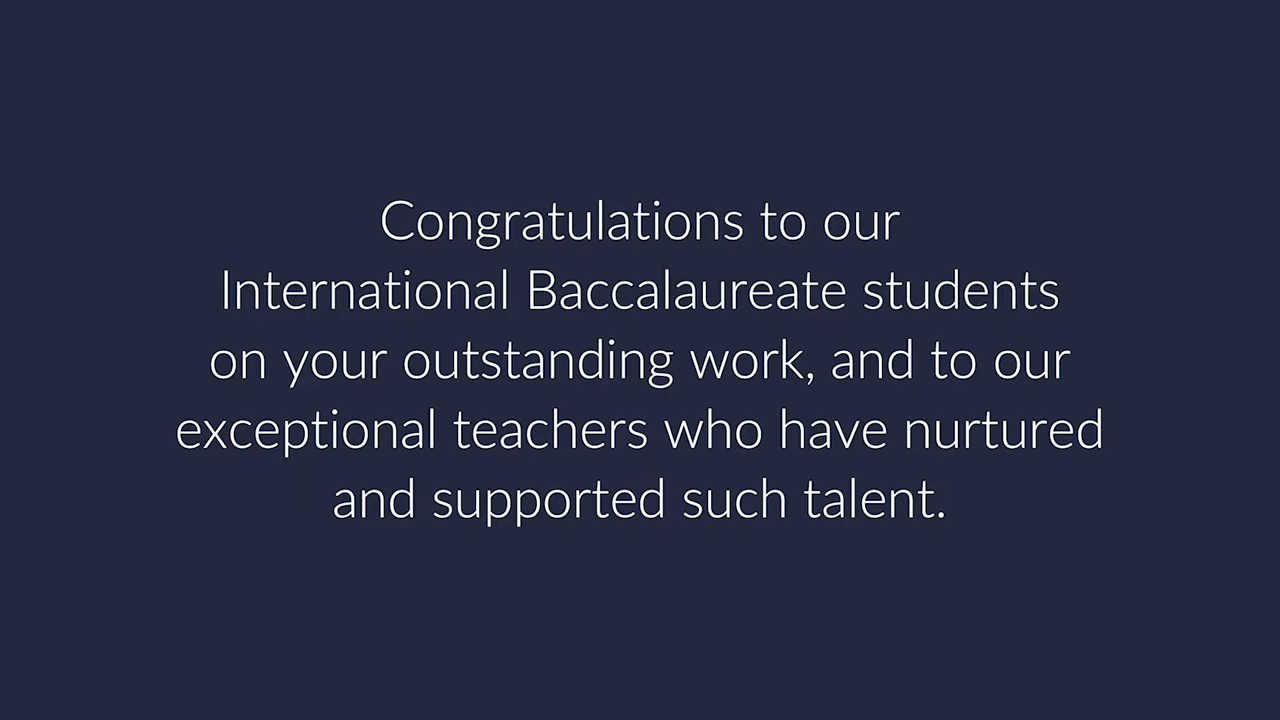 Congratulations to our
International Baccalaureate students
on your outstanding work, and to our
exceptional teachers who have nurtured
and supported such talent.